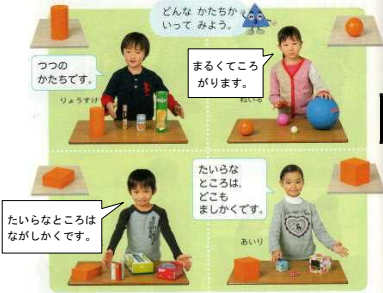 どんな かたちか
いって みよう。
つつの
かたちです。
りょうすけ
まるくてころ
がります。
ねいろ
たいらなところは
ながしかくです。
たいらな
ところは、
どこも
ましかくです。
あいり